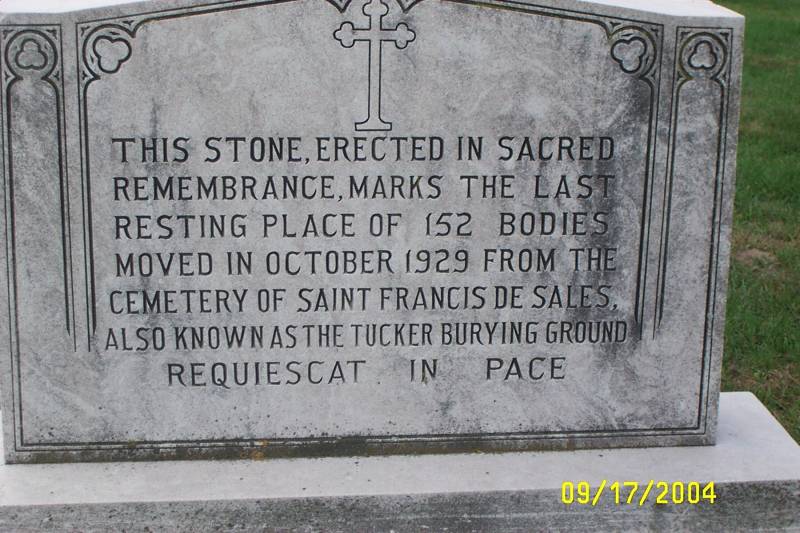 THIS STONE, ERECTED IN SACRED
REMEMBRANCE, MARKS THE LAST
RESTING PLACE OF 152 BODIES
MOVED IN OCTOBER 1929 FROM THE
CEMETERY OF SAINT FRANCIS DE SALES,
ALSO KNOWN AS THE TUCKER BURYING GROUND
REQUIESCAT IN PACE
09/17/2004